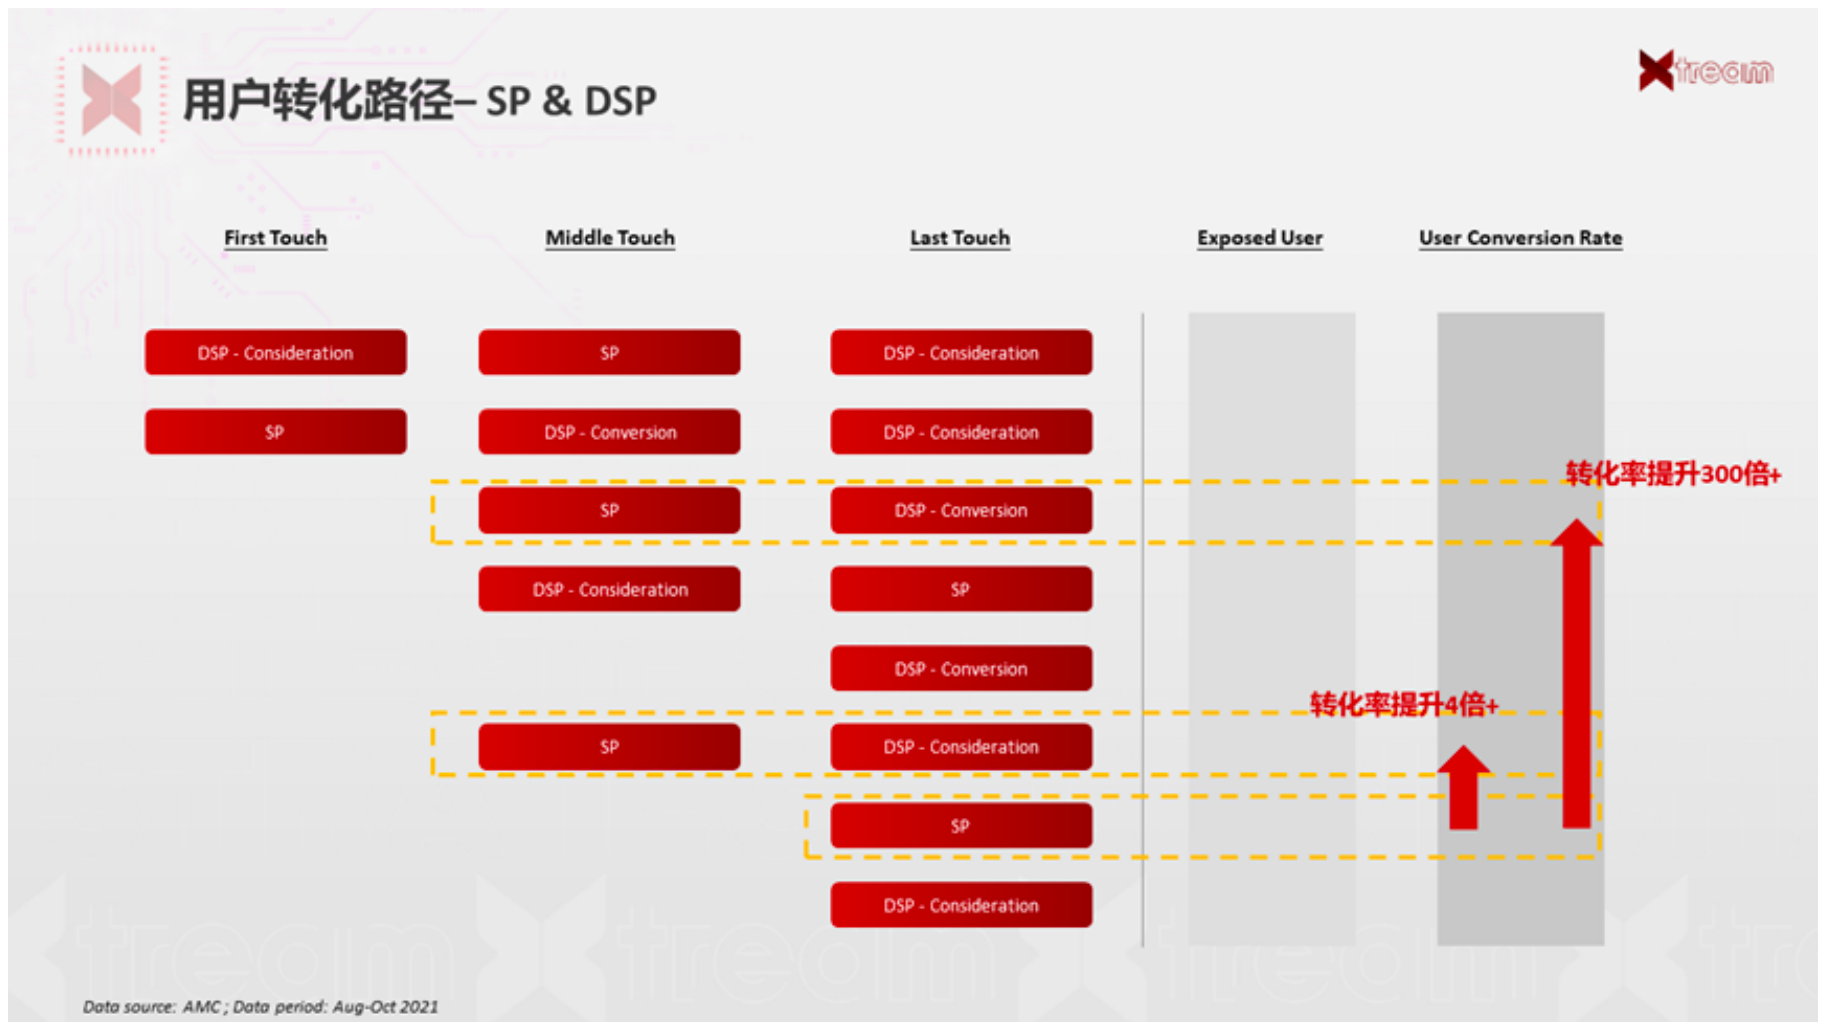 用户转化路径– SP & DSP
Xtream
First Touch
Middle Touch
Last Touch
Exposed User
User Conversion Rate
DSP - Consideration
SP
DSP - Consideration
SP
DSP - Conversion
DSP - Consideration
转化率提升300倍+
SP
DSP - Conversion
DSP - Consideration
SP
DSP - Conversion
转化率提升4倍+
SP
DSP - Consideration
SP
DSP - Consideration
tream
tream
tream
Data source: AMC ; Data period: Aug-Oct 2021